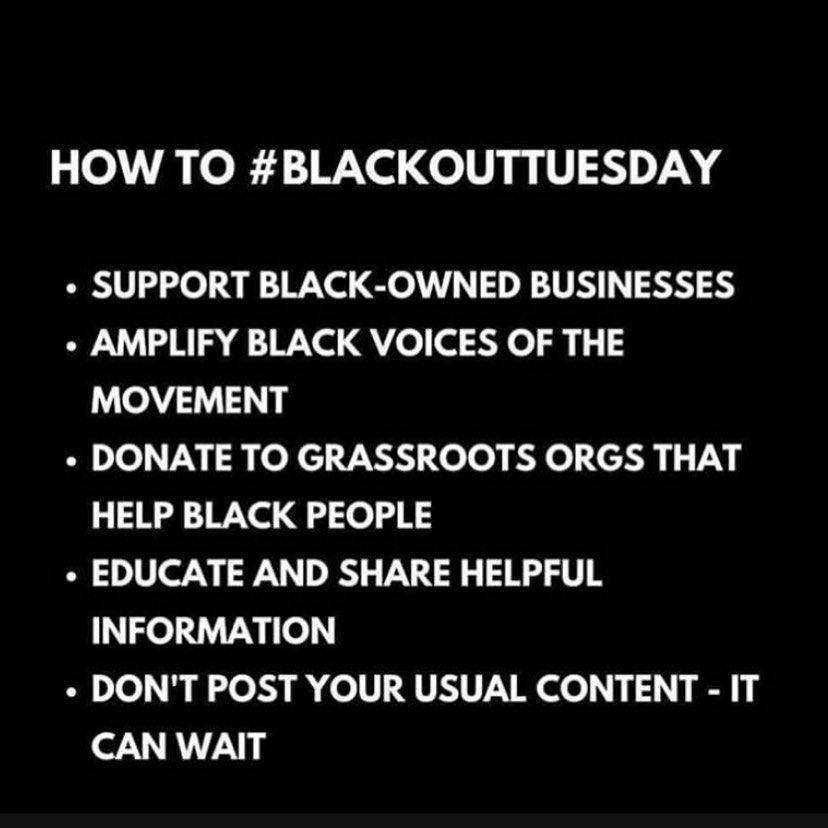 HOW TO #BLACKOUTTUESDAY
• SUPPORT BLACK-OWNED BUSINESSES
• AMPLIFY BLACK VOICES OF THE
MOVEMENT
• DONATE TO GRASSROOTS ORGS THAT
HELP BLACK PEOPLE
• EDUCATE AND SHARE HELPFUL
INFORMATION
• DON'T POST YOUR USUAL CONTENT - IT
CAN WAIT